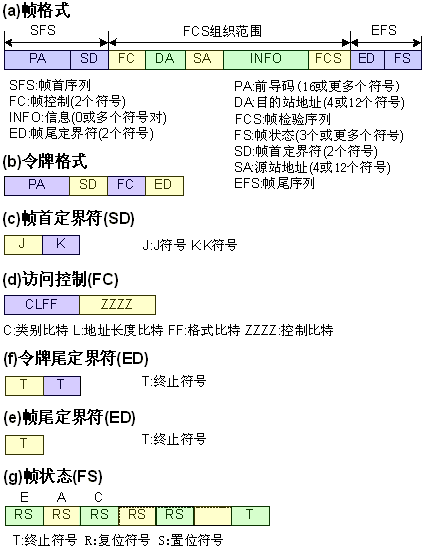 (a)帧格式
SFS FCS组织范围 EFS
PA SD FC DA SA INFO FCS ED FS
SFS:帧首序列
FC:帧控制(2个符号)
INFO:信息(0或多个符号对)
ED:帧尾定界符(2个符号)
PA:前导码(16或更多个符号)
DA:目的站地址(4或12个符号)
FCS:帧检验序列
FS:帧状态(3个或更多符号)
SD:帧首定界符(2个符号)
SA:源站地址(4或12个符号)
EFS:帧尾序列
(b)令牌格式
PA SD FC ED
(c)帧首定界符(SD)
J K J:J符号 K:K符号
(d)访问控制(FC)
CLFF ZZZZ
C:类别比特 L:地址长度比特 FF:格式比特 ZZZZ:控制比特
(f)令牌尾定界符(ED)
T T T:终止符号
(e)帧尾定界符(ED)
T T:终止符号
(g)帧状态(FS)
E A C
RS RS RS RS RS T
T:终止符号 R:复位符号 S:置位符号